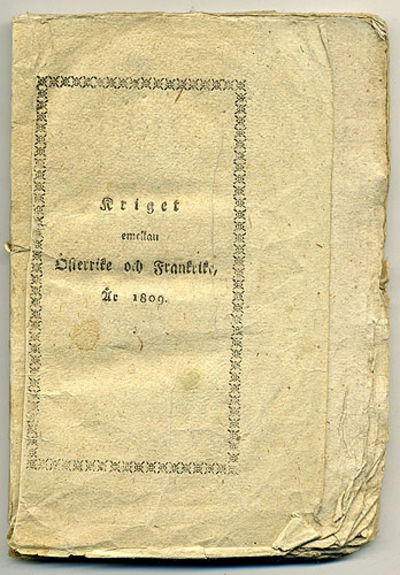 Kriget
emellan
Österrike och Frankrike,
År 1809.